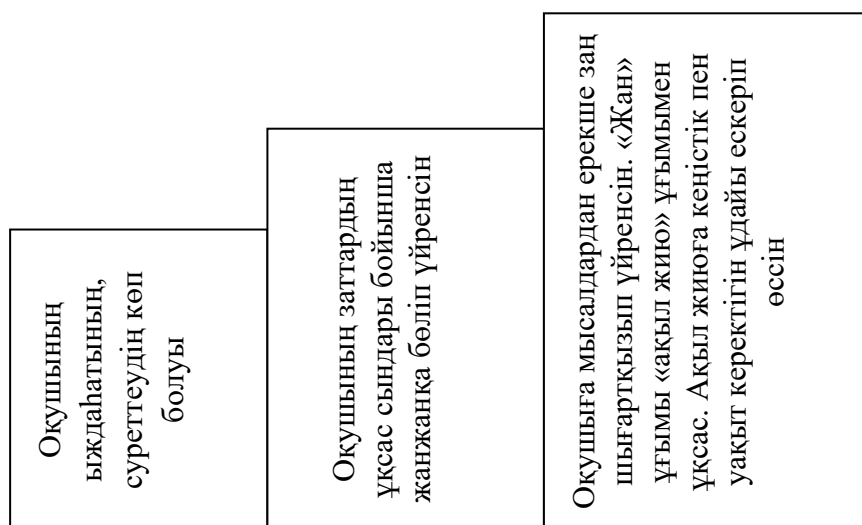 Оқушының
ыждаһатының,
суреттеудің көп
болуы
Оқушының заттардың
ұқсас сындары бойынша
жанжанқа бөліп үйренсін
Оқушыға мысалдардан ерекше заң
шығартқызып үйренсін. «Жан»
ұғымы «ақыл жию» ұғымымен
ұқсас. Ақыл жиюға кеңістік пен
уақыт керектігін ұдайы ескеріп
өссін